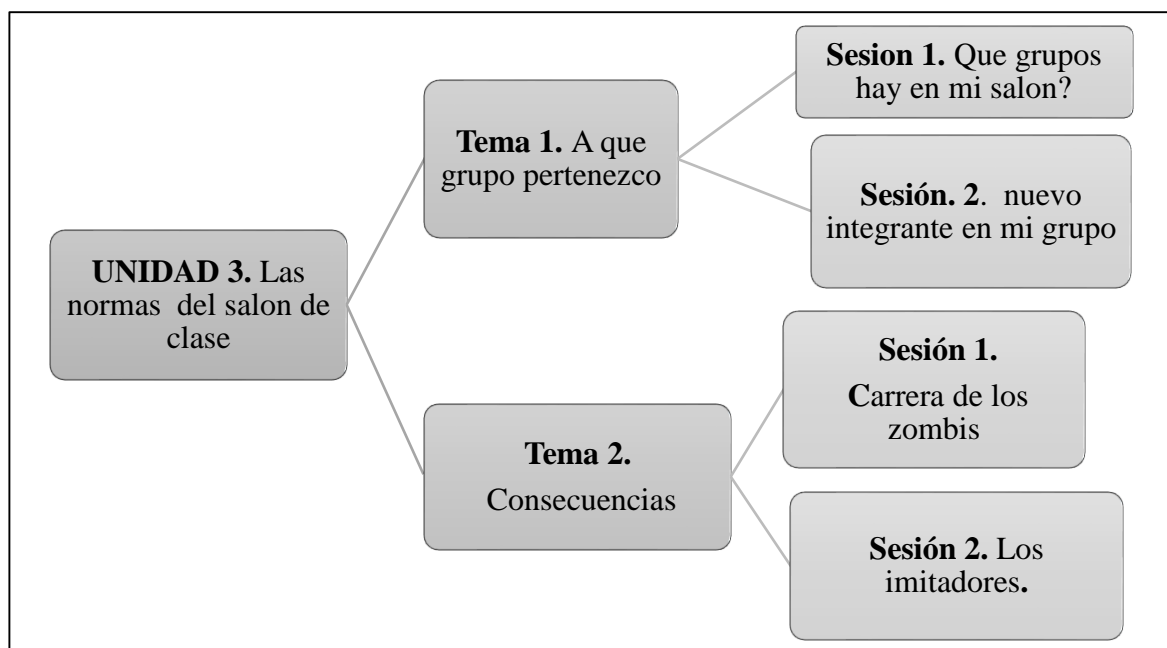 UNIDAD 3. Las
normas del salon de
clase
Tema 1. A que
grupo pertenezco
Sesion 1. Que grupos
hay en mi salon?
Sesión. 2. nuevo
integrante en mi grupo
Tema 2.
Consecuencias
Sesión 1.
Carrera de los
zombis
Sesión 2. Los
imitadores.